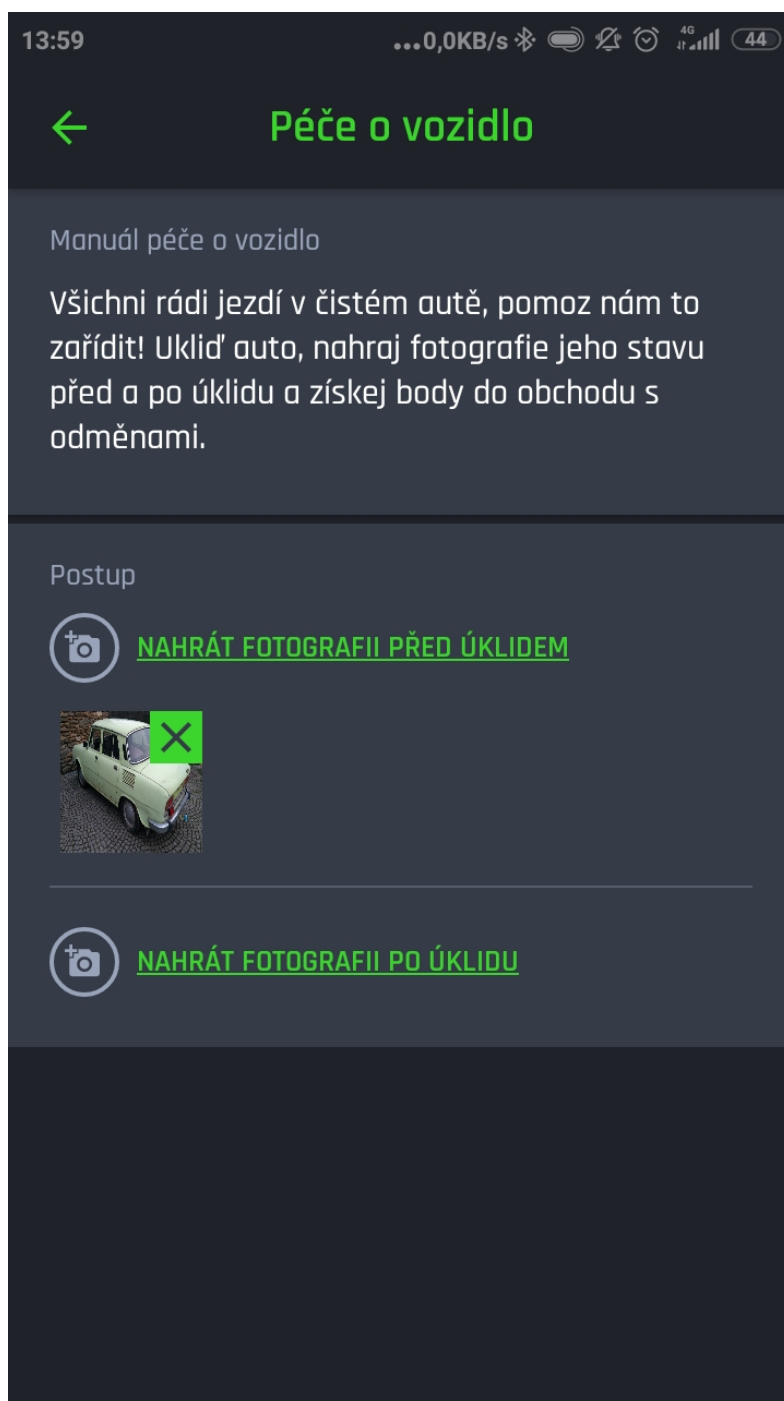 13:59
...0,0KB/s 4G 44
Péče o vozidlo
Manuál péče o vozidlo
Všichni rádi jezdí v čistém autě, pomoz nám to
zařídit! Ukliď auto, nahraj fotografie jeho stavu
před a po úklidu a získej body do obchodu s
odměnami.
Postup
NAHRÁT FOTOGRAFII PŘED ÚKLIDEM
NAHRÁT FOTOGRAFII PO ÚKLIDU